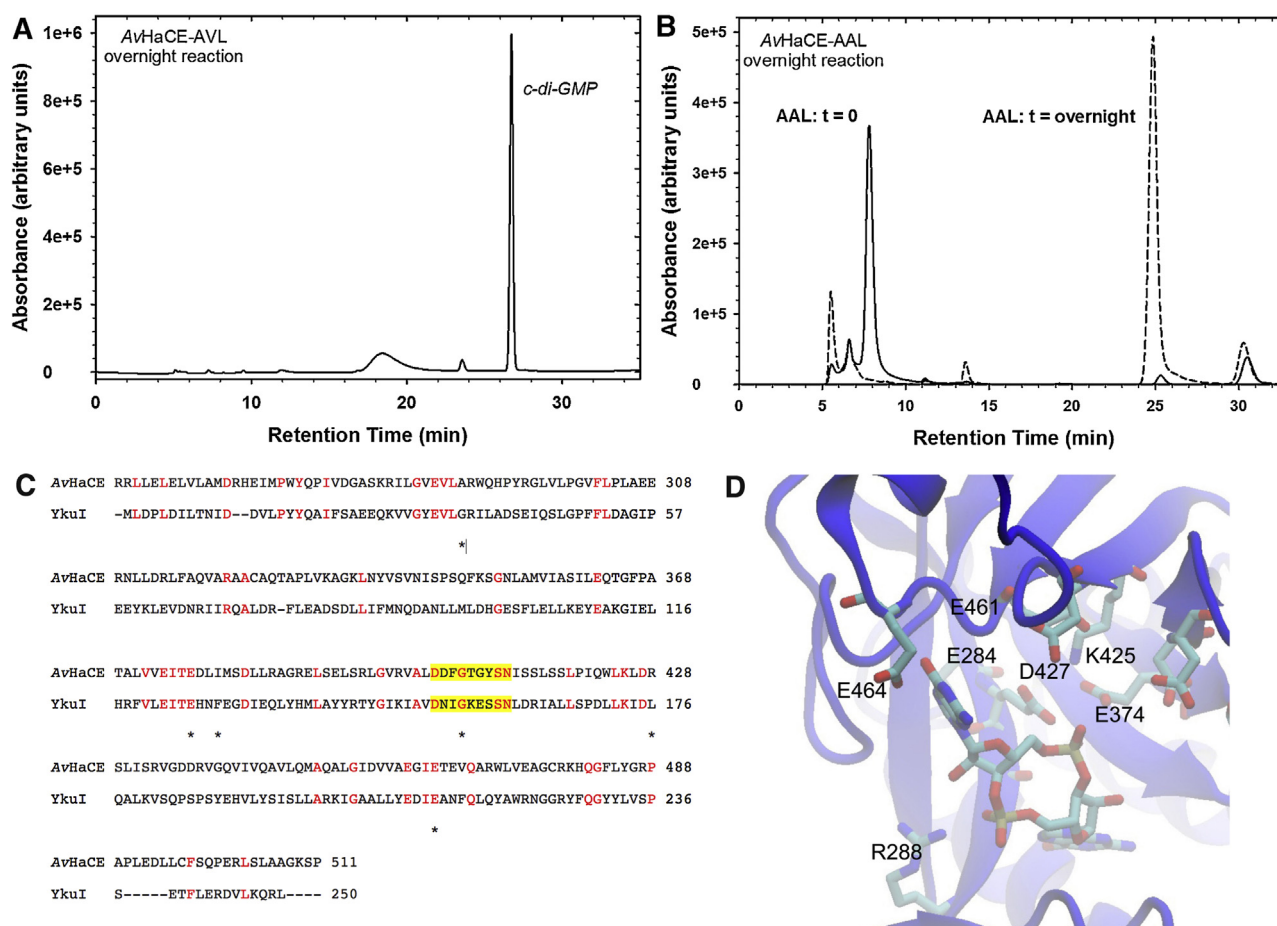 A
AvHaCE-AVL
overnight reaction
c-di-GMP
1e+6
8e+5
6e+5
4e+5
2e+5
0
Absorbance (arbitrary units)
0 10 20 30
Retention Time (min)
B
AvHaCE-AAL
overnight reaction
AAL: t = 0
AAL: t = overnight
5e+5
4e+5
3e+5
2e+5
1e+5
0
Absorbance (arbitrary units)
0 5 10 15 20 25 30
Retention Time (min)
C
AvHaCE RRLLELELVLAMDRHEIMPWYQPIVDGASKRILGVEVLARWQHPYRGLVLPGVFLPLAEE 308
YkuI -MLDPLDILTNID--DVLPYYQAIFSAEEQKVVGYEVLGRILADSEIQSLGPFFLDAGIP 57
*|
AvHaCE RNLLDRLFAQVARAACAQTAPLVKAGKLNYVSVNISPSQFKSGNLAMVIASILEQTGFPA 368
YkuI EEYKLEVDNRIIRQALDR-FLEADSDLLIFMNQDANLLMLDHGESFLELLKEYEAKGIEL 116
AvHaCE TALVVEITETDLIMSDLLRAGRELSELSRLGVRVALDDFGTGYSNISSLSSLPIQWLKLDR 428
YkuI HRFVLEITEHNFEGDIEQLYHMLAYYRTYGIKIAVDNIGKESSNLDRIALLSPDLLKIDL 176
* * * *
AvHaCE SLISRVGDDRVGQVIVQAVLQMAQALGIDVVAEGIETEVQARWLVEAGCRKHQGFLYGRP 488
YkuI QALKVSQPSPSYEHVLYSISLLARKIGAALLYEDIEANFQLQYAWRNGGRYFQGYYLVSP 236
*
AvHaCE APLEDLLCFSQPERLSLAAGKSP 511
YkuI S-----ETFLERDVLKQRL---- 250
D
E461
E284
K425
D427
E464
E374
R288